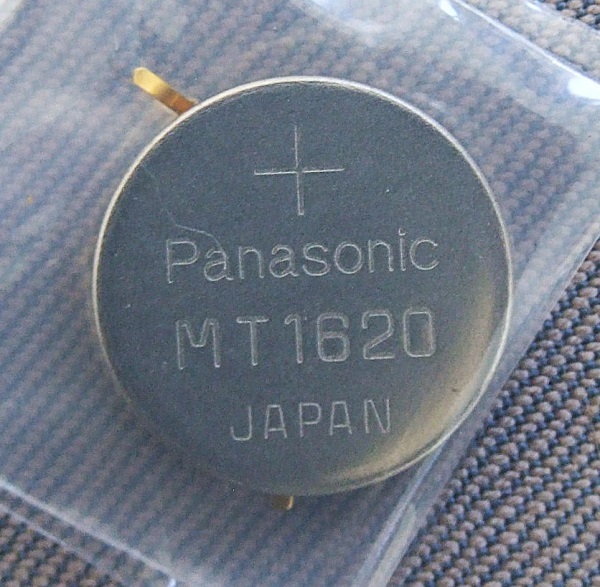 +
Panasonic
MT1620
JAPAN